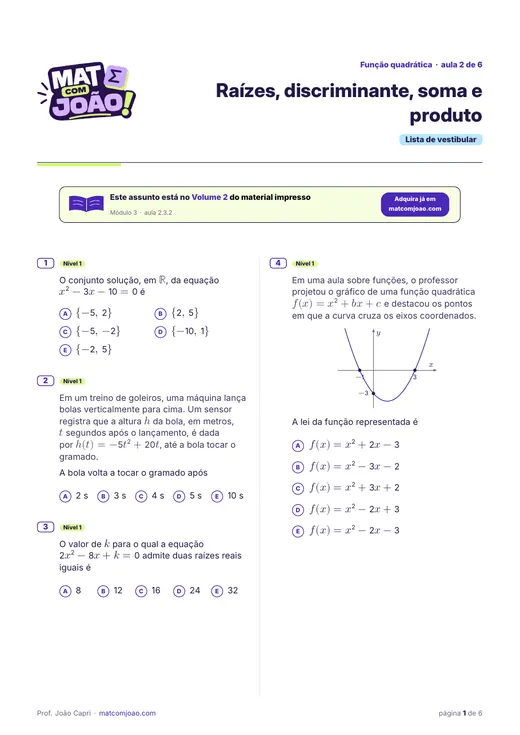 MAT
COM
JOÃO!
Função quadrática · aula 2 de 6
Raízes, discriminante, soma e
produto
Lista de vestibular
Este assunto está no Volume 2 do material impresso
Módulo 3 · aula 2.3.2
Adquira já em
matcomjoao.com
1 Nível 1
O conjunto solução, em ℝ, da equação
x² − 3x − 10 = 0 é
A {−5, 2} B {2, 5}
C {−5, −2} D {−10, 1}
E {−2, 5}
2 Nível 1
Em um treino de goleiros, uma máquina lança
bolas verticalmente para cima. Um sensor
registra que a altura h da bola, em metros,
t segundos após o lançamento, é dada
por h(t) = −5t² + 20t, até a bola tocar o
gramado.
A bola volta a tocar o gramado após
A 2 s B 3 s C 4 s D 5 s E 10 s
3 Nível 1
O valor de k para o qual a equação
2x² − 8x + k = 0 admite duas raízes reais
iguais é
A 8 B 12 C 16 D 24 E 32
4 Nível 1
Em uma aula sobre funções, o professor
projetou o gráfico de uma função quadrática
f(x) = x² + bx + c e destacou os pontos
em que a curva cruza os eixos coordenados.
y
x
−1
3
−3
A lei da função representada é
A f(x) = x² + 2x − 3
B f(x) = x² − 3x − 2
C f(x) = x² + 3x + 2
D f(x) = x² − 2x + 3
E f(x) = x² − 2x − 3
Prof. João Capri · matcomjoao.com
página 1 de 6